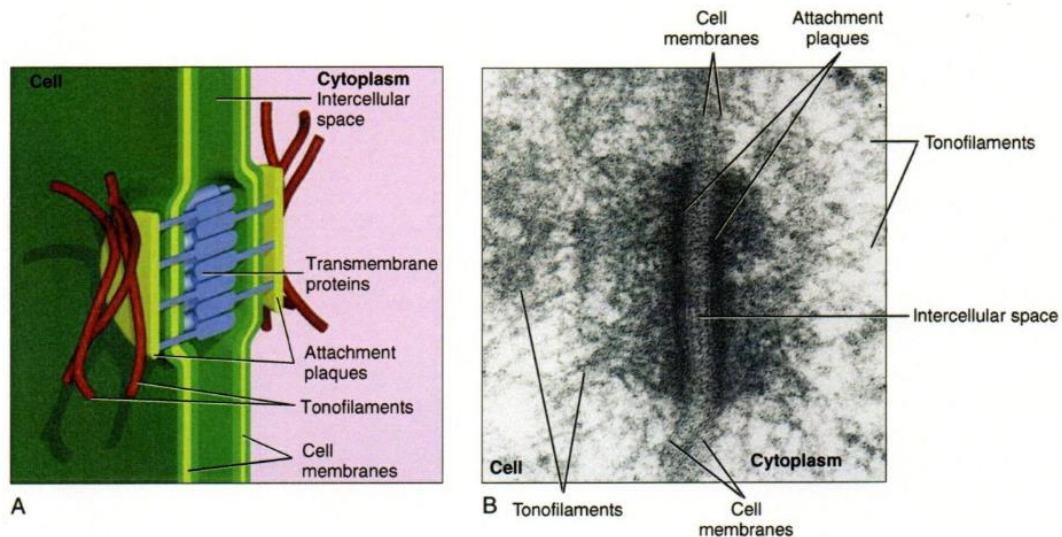 Cell
Cytoplasm
Intercellular
space
Transmembrane
proteins
Attachment
plaques
Tonofilaments
Cell
membranes
A
Cell
membranes
Attachment
plaques
Tonofilaments
Intercellular space
Cell
Cytoplasm
Tonofilaments
Cell
membranes
B